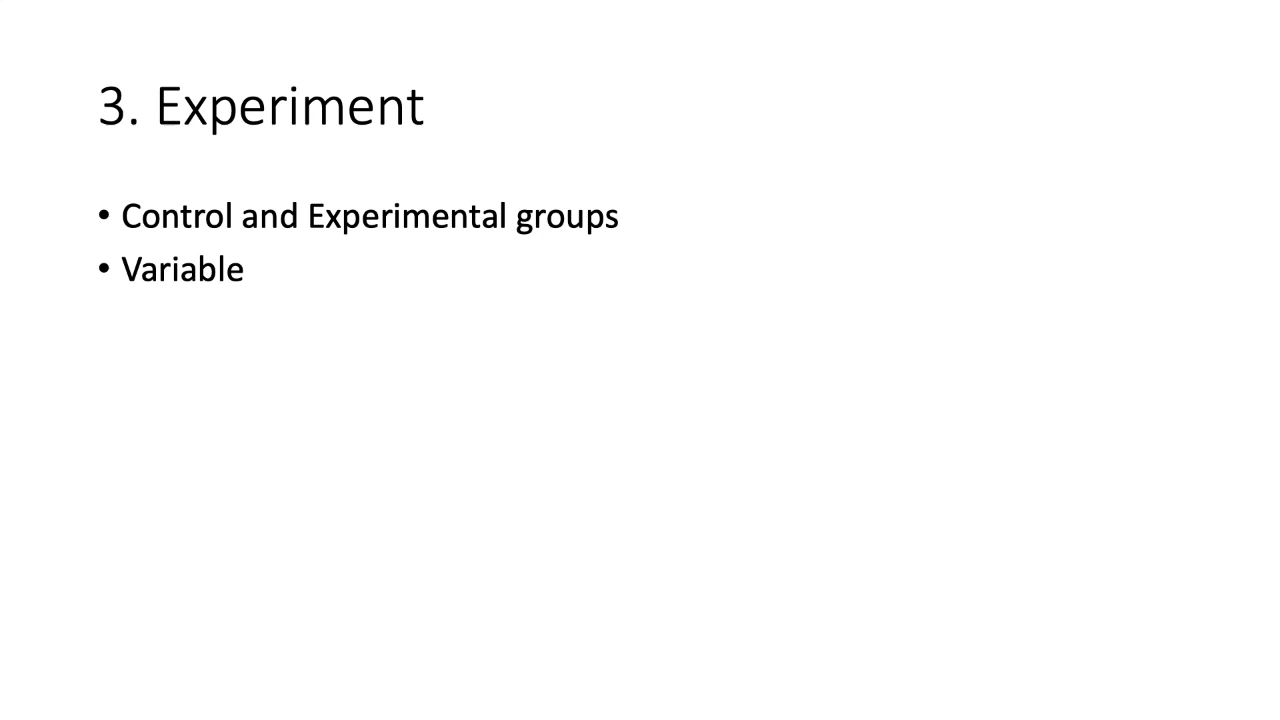 3. Experiment
• Control and Experimental groups
• Variable